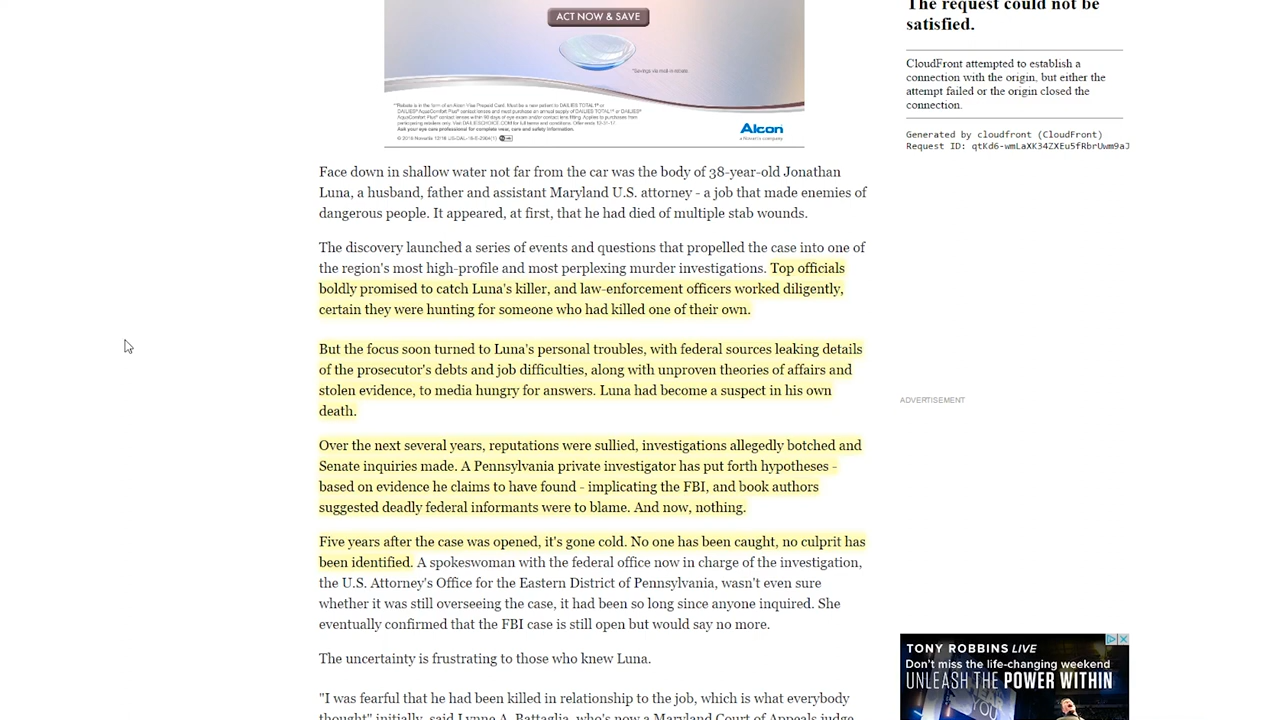 The request could not be
satisfied.
ACT NOW & SAVE
CloudFront attempted to establish a
connection with the origin, but either the
attempt failed or the origin closed the
connection.
Alcon
Generated by cloudfront (CloudFront)
Request ID: qtKd6-wmLaXK34ZXEu5fRbrUwm9aJ
Face down in shallow water not far from the car was the body of 38-year-old Jonathan
Luna, a husband, father and assistant Maryland U.S. attorney - a job that made enemies of
dangerous people. It appeared, at first, that he had died of multiple stab wounds.
The discovery launched a series of events and questions that propelled the case into one of
the region's most high-profile and most perplexing murder investigations. Top officials
boldly promised to catch Luna's killer, and law-enforcement officers worked diligently,
certain they were hunting for someone who had killed one of their own.
But the focus soon turned to Luna's personal troubles, with federal sources leaking details
of the prosecutor's debts and job difficulties, along with unproven theories of affairs and
stolen evidence, to media hungry for answers. Luna had become a suspect in his own
death.
ADVERTISEMENT
Over the next several years, reputations were sullied, investigations allegedly botched and
Senate inquiries made. A Pennsylvania private investigator has put forth hypotheses -
based on evidence he claims to have found - implicating the FBI, and book authors
suggested deadly federal informants were to blame. And now, nothing.
Five years after the case was opened, it's gone cold. No one has been caught, no culprit has
been identified. A spokeswoman with the federal office now in charge of the investigation,
the U.S. Attorney's Office for the Eastern District of Pennsylvania, wasn't even sure
whether it was still overseeing the case, it had been so long since anyone inquired. She
eventually confirmed that the FBI case is still open but would say no more.
The uncertainty is frustrating to those who knew Luna.
"I was fearful that he had been killed in relationship to the job, which is what everybody
thought" initially, said Lynne A. Battaglia, who's now a Maryland Court of Appeals judge
TONY ROBBINS LIVE
Don't miss the life-changing weekend
UNLEASH THE POWER WITHIN